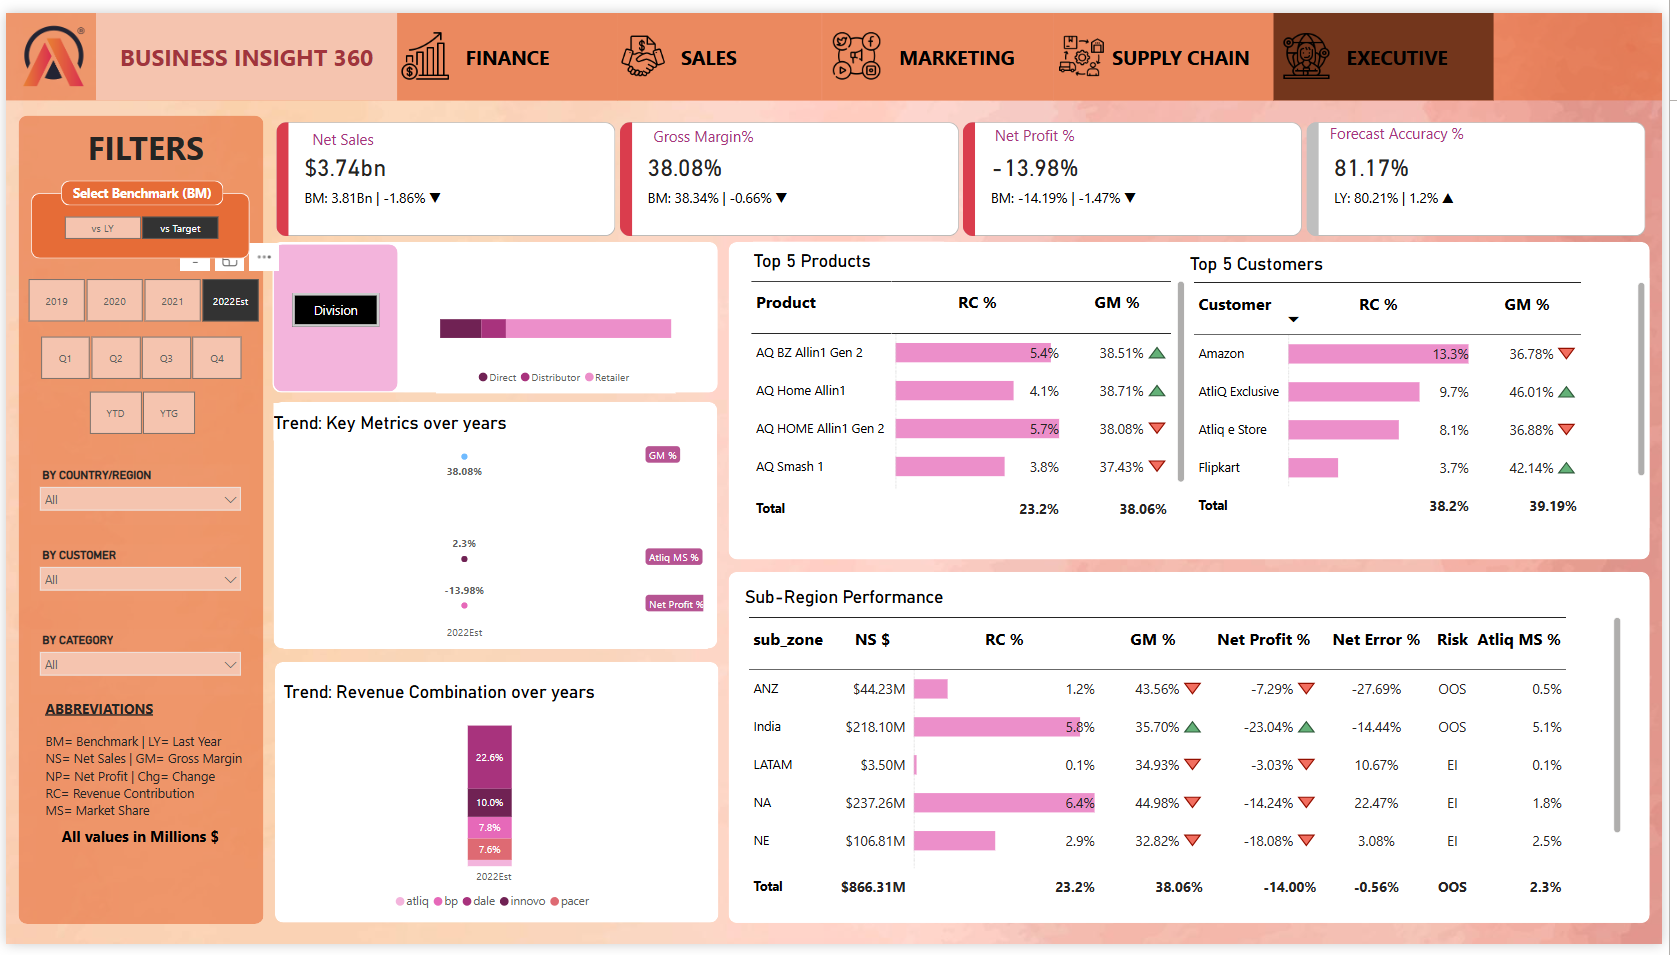 BUSINESS INSIGHT 360
FINANCE
SALES
MARKETING
SUPPLY CHAIN
EXECUTIVE
FILTERS
Select Benchmark (BM)
vs LY
vs Target
2019
2020
2021
2022Est
Q1
Q2
Q3
Q4
YTD
YTG
BY COUNTRY/REGION
All
BY CUSTOMER
All
BY CATEGORY
All
ABBREVIATIONS
BM= Benchmark | LY= Last Year
NS= Net Sales | GM= Gross Margin
NP= Net Profit | Chg= Change
RC= Revenue Contribution
MS= Market Share
All values in Millions $
Net Sales
$3.74bn
BM: 3.81Bn | -1.86% ▼
Gross Margin%
38.08%
BM: 38.34% | -0.66% ▼
Net Profit %
-13.98%
BM: -14.19% | -1.47% ▼
Forecast Accuracy %
81.17%
LY: 80.21% | 1.2% ▲
Division
Direct Distributor Retailer
Trend: Key Metrics over years
GM %
38.08%
2.3%
Atliq MS %
-13.98%
Net Profit %
2022Est
Trend: Revenue Combination over years
22.6%
10.0%
7.8%
7.6%
2022Est
atliq bp dale innovo pacer
Top 5 Products
Product RC % GM %
AQ BZ Allin1 Gen 2 5.4% 38.51%
AQ Home Allin1 4.1% 38.71%
AQ HOME Allin1 Gen 2 5.7% 38.08%
AQ Smash 1 3.8% 37.43%
Total 23.2% 38.06%
Top 5 Customers
Customer RC % GM %
Amazon 13.3% 36.78%
AtliQ Exclusive 9.7% 46.01%
Atliq e Store 8.1% 36.88%
Flipkart 3.7% 42.14%
Total 38.2% 39.19%
Sub-Region Performance
sub_zone NS $ RC % GM % Net Profit % Net Error % Risk Atliq MS %
ANZ $44.23M 1.2% 43.56% -7.29% -27.69% OOS 0.5%
India $218.10M 5.8% 35.70% -23.04% -14.44% OOS 5.1%
LATAM $3.50M 0.1% 34.93% -3.03% 10.67% EI 0.1%
NA $237.26M 6.4% 44.98% -14.24% 22.47% EI 1.8%
NE $106.81M 2.9% 32.82% -18.08% 3.08% EI 2.5%
Total $866.31M 23.2% 38.06% -14.00% -0.56% OOS 2.3%